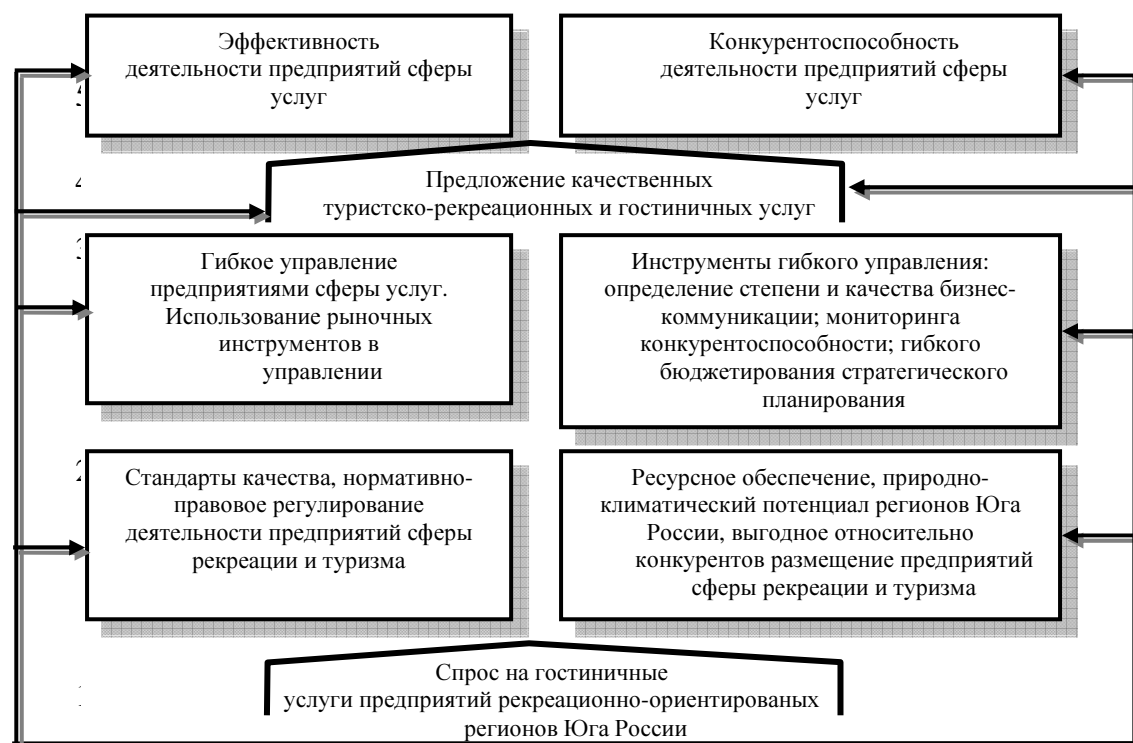 Эффективность
деятельности предприятий сферы
услуг
Конкурентоспособность
деятельности предприятий сферы
услуг
Предложение качественных
туристско-рекреационных и гостиничных услуг
Гибкое управление
предприятиями сферы услуг.
Использование рыночных
инструментов в
управлении
Инструменты гибкого управления:
определение степени и качества бизнес-
коммуникации; мониторинга
конкурентоспособности; гибкого
бюджетирования стратегического
планирования
Стандарты качества, нормативно-
правовое регулирование
деятельности предприятий сферы
рекреации и туризма
Ресурсное обеспечение, природно-
климатический потенциал регионов Юга
России, выгодное относительно
конкурентов размещение предприятий
сферы рекреации и туризма
Спрос на гостиничные
услуги предприятий рекреационно-ориентированых
регионов Юга России